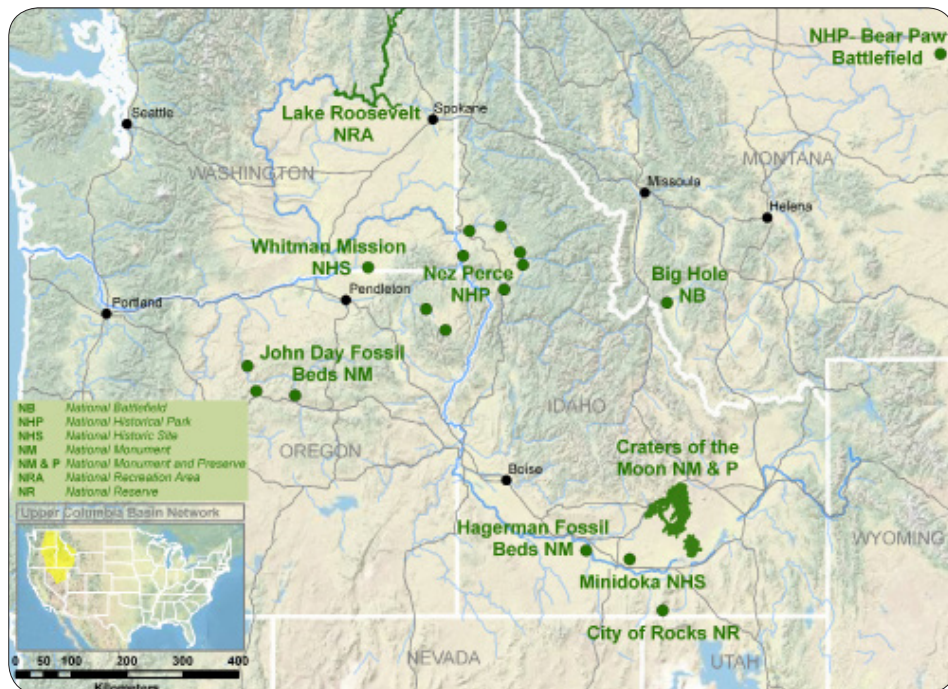 NHP- Bear Paw
Battlefield
Lake Roosevelt
NRA
Spokane
Seattle
WASHINGTON
MONTANA
Missoula
Helena
Whitman Mission
NHS
Nez Perce
NHP
Big Hole
NB
Pendleton
Portland
John Day Fossil
Beds NM
IDAHO
OREGON
Craters of the
Moon NM & P
Boise
Hagerman Fossil
Beds NM
WYOMING
Minidoka NHS
City of Rocks NR
NEVADA
UTAH
NB National Battlefield
NHP National Historical Park
NHS National Historic Site
NM National Monument
NM & P National Monument and Preserve
NRA National Recreation Area
NR National Reserve
Upper Columbia Basin Network
0 50 100 200 300 400
Kilometers